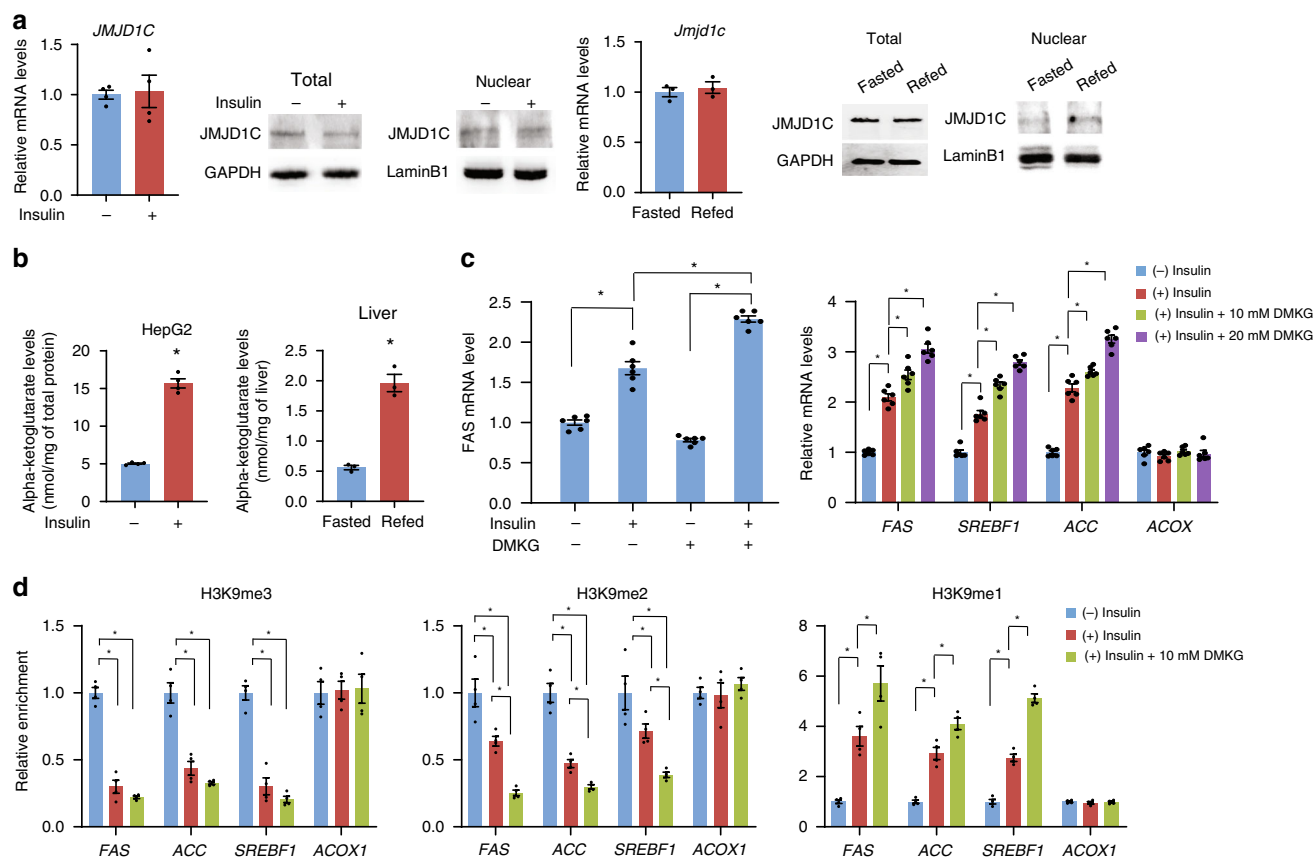 a
JMJD1C
Relative mRNA levels
1.5
1.0
0.5
0.0
Insulin – +
Total
Insulin – +
JMJD1C
GAPDH
Nuclear
– +
JMJD1C
LaminB1
Jmjd1c
Relative mRNA levels
1.5
1.0
0.5
0.0
Fasted Refed
Total
Fasted Refed
JMJD1C
GAPDH
Nuclear
Fasted Refed
JMJD1C
LaminB1
b
HepG2
Alpha-ketoglutarate levels
(nmol/mg of total protein)
20
15
10
5
0
*
Insulin – +
Liver
Alpha-ketoglutarate levels
(nmol/mg of liver)
2.5
2.0
1.5
1.0
0.5
0.0
*
Fasted Refed
c
FAS mRNA level
2.5
2.0
1.5
1.0
0.5
0.0
* * *
Insulin – + – +
DMKG – – + +
Relative mRNA levels
4
3
2
1
0
* * * * * * * * *
FAS SREBF1 ACC ACOX
(–) Insulin
(+) Insulin
(+) Insulin + 10 mM DMKG
(+) Insulin + 20 mM DMKG
d
H3K9me3
Relative enrichment
1.5
1.0
0.5
0.0
* * * * * *
FAS ACC SREBF1 ACOX1
H3K9me2
1.5
1.0
0.5
0.0
* * * * * * * * *
FAS ACC SREBF1 ACOX1
H3K9me1
8
6
4
2
0
* * * * * *
FAS ACC SREBF1 ACOX1
(–) Insulin
(+) Insulin
(+) Insulin + 10 mM DMKG